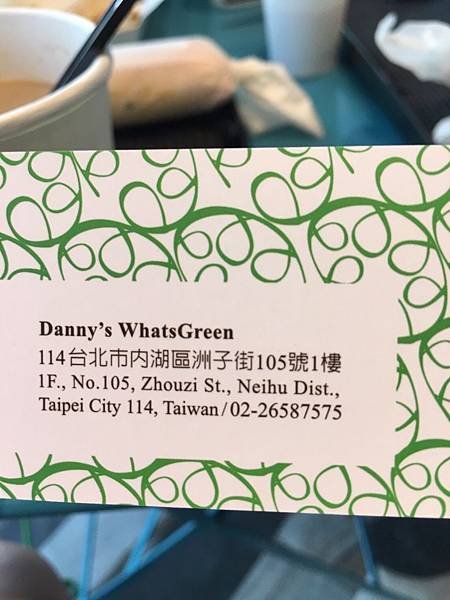 Danny's WhatsGreen
114台北市内湖區洲子街105號1樓
1F., No.105, Zhouzi St., Neihu Dist.,
Taipei City 114, Taiwan/02-26587575